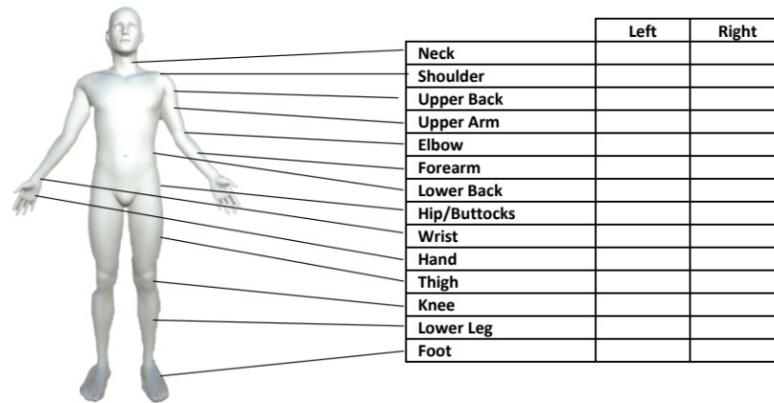 Left Right
Neck
Shoulder
Upper Back
Upper Arm
Elbow
Forearm
Lower Back
Hip/Buttocks
Wrist
Hand
Thigh
Knee
Lower Leg
Foot